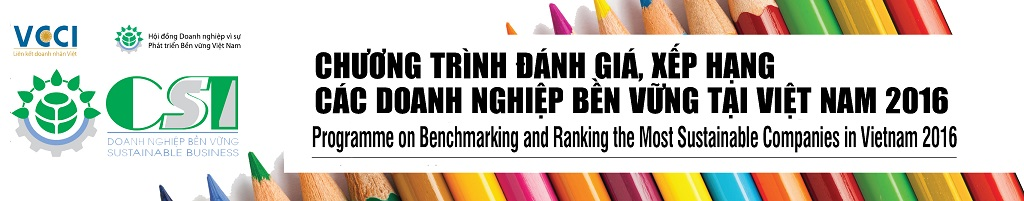 VCCI
Liên kết doanh nhân Việt
Hội đồng Doanh nghiệp vì sự
Phát triển Bền vững Việt Nam
CSI
DOANH NGHIỆP BỀN VỮNG
SUSTAINABLE BUSINESS
CHƯƠNG TRÌNH ĐÁNH GIÁ, XẾP HẠNG
CÁC DOANH NGHIỆP BỀN VỮNG TẠI VIỆT NAM 2016
Programme on Benchmarking and Ranking the Most Sustainable Companies in Vietnam 2016